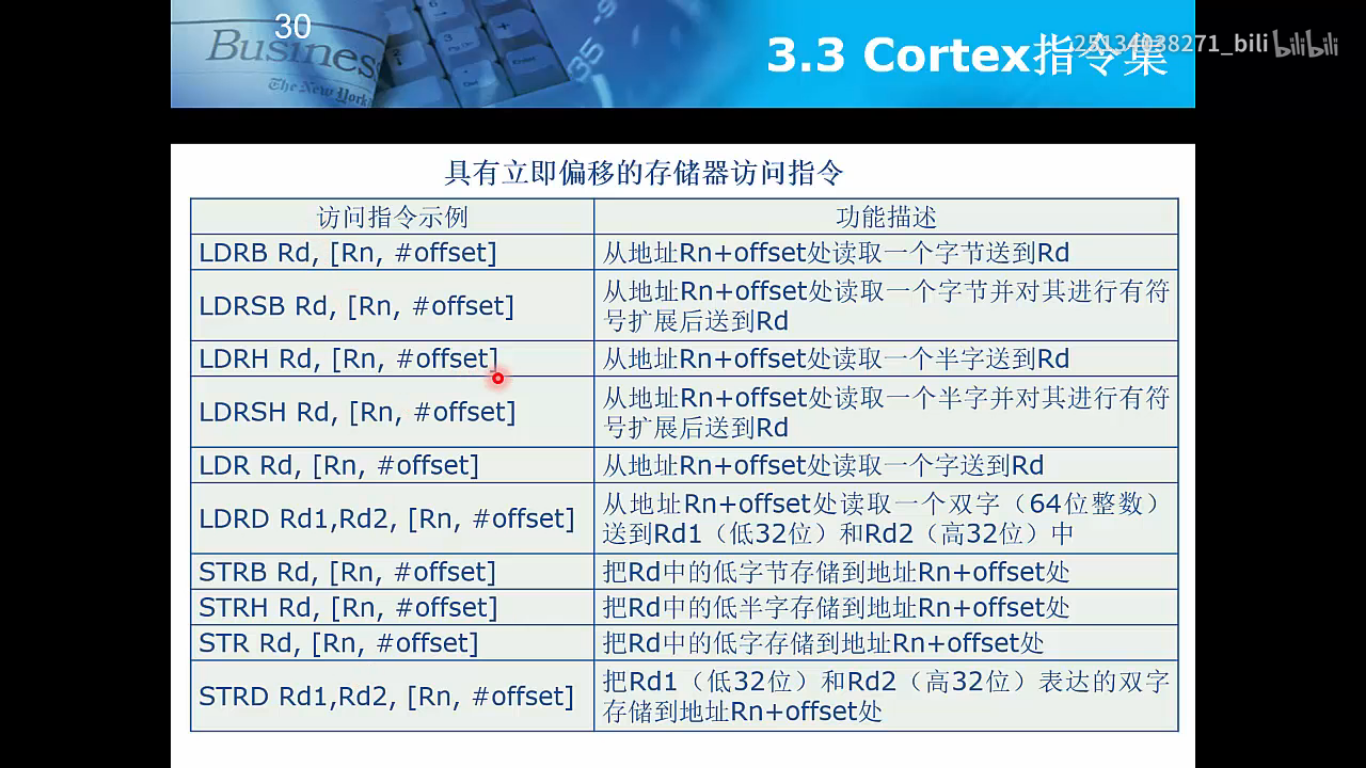 30
Business
The New York
3.3 Cortex指令集
25134038271_bili bilibili
具有立即偏移的存储器访问指令
访问指令示例 功能描述
LDRB Rd, [Rn, #offset] 从地址Rn+offset处读取一个字节送到Rd
LDRSB Rd, [Rn, #offset] 从地址Rn+offset处读取一个字节并对其进行有符
号扩展后送到Rd
LDRH Rd, [Rn, #offset] 从地址Rn+offset处读取一个半字送到Rd
LDRSH Rd, [Rn, #offset] 从地址Rn+offset处读取一个半字并对其进行有符
号扩展后送到Rd
LDR Rd, [Rn, #offset] 从地址Rn+offset处读取一个字送到Rd
LDRD Rd1,Rd2, [Rn, #offset] 从地址Rn+offset处读取一个双字（64位整数）
送到Rd1（低32位）和Rd2（高32位）中
STRB Rd, [Rn, #offset] 把Rd中的低字节存储到地址Rn+offset处
STRH Rd, [Rn, #offset] 把Rd中的低半字存储到地址Rn+offset处
STR Rd, [Rn, #offset] 把Rd中的低字存储到地址Rn+offset处
STRD Rd1,Rd2, [Rn, #offset] 把Rd1（低32位）和Rd2（高32位）表达的双字
存储到地址Rn+offset处